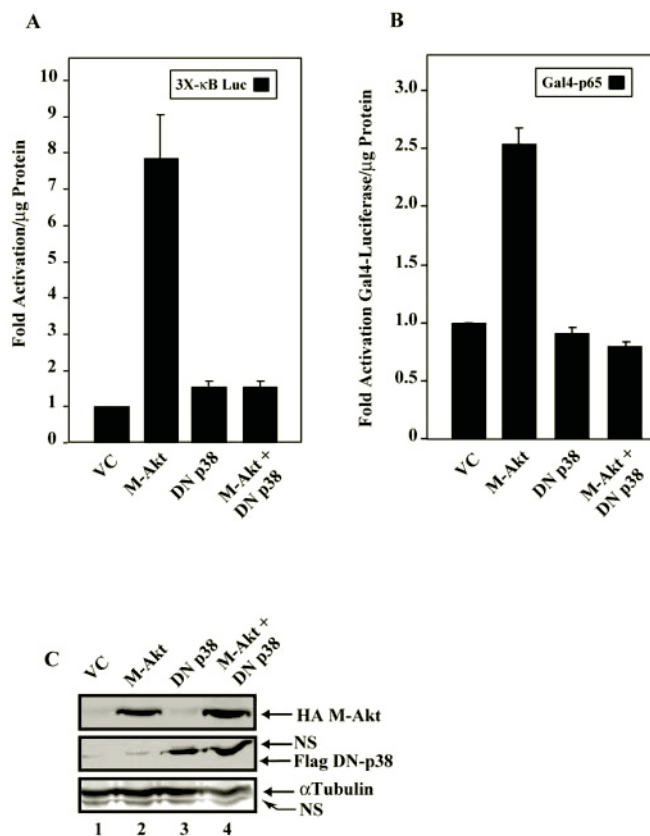 A
3X-κB Luc
Fold Activation/μg Protein
10
9
8
7
6
5
4
3
2
1
0
VC
M-Akt
DN p38
M-Akt +
DN p38
B
Gal4-p65
Fold Activation Gal4-Luciferase/μg Protein
3.0
2.5
2.0
1.5
1.0
0.5
0
VC
M-Akt
DN p38
M-Akt +
DN p38
C
VC
M-Akt
DN p38
M-Akt +
DN p38
HA M-Akt
NS
Flag DN-p38
αTubulin
NS
1 2 3 4